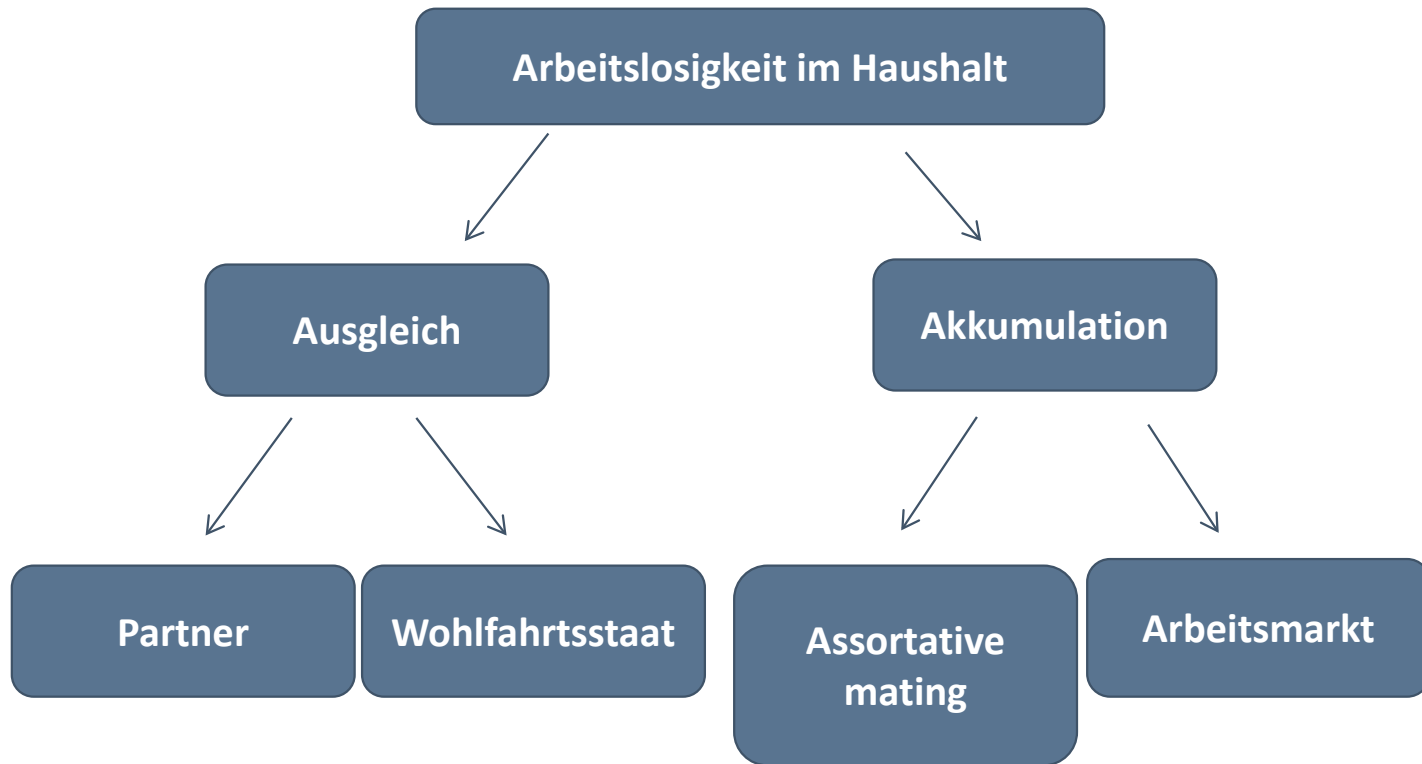 Arbeitslosigkeit im Haushalt
Ausgleich
Akkumulation
Partner
Wohlfahrtsstaat
Assortative
mating
Arbeitsmarkt